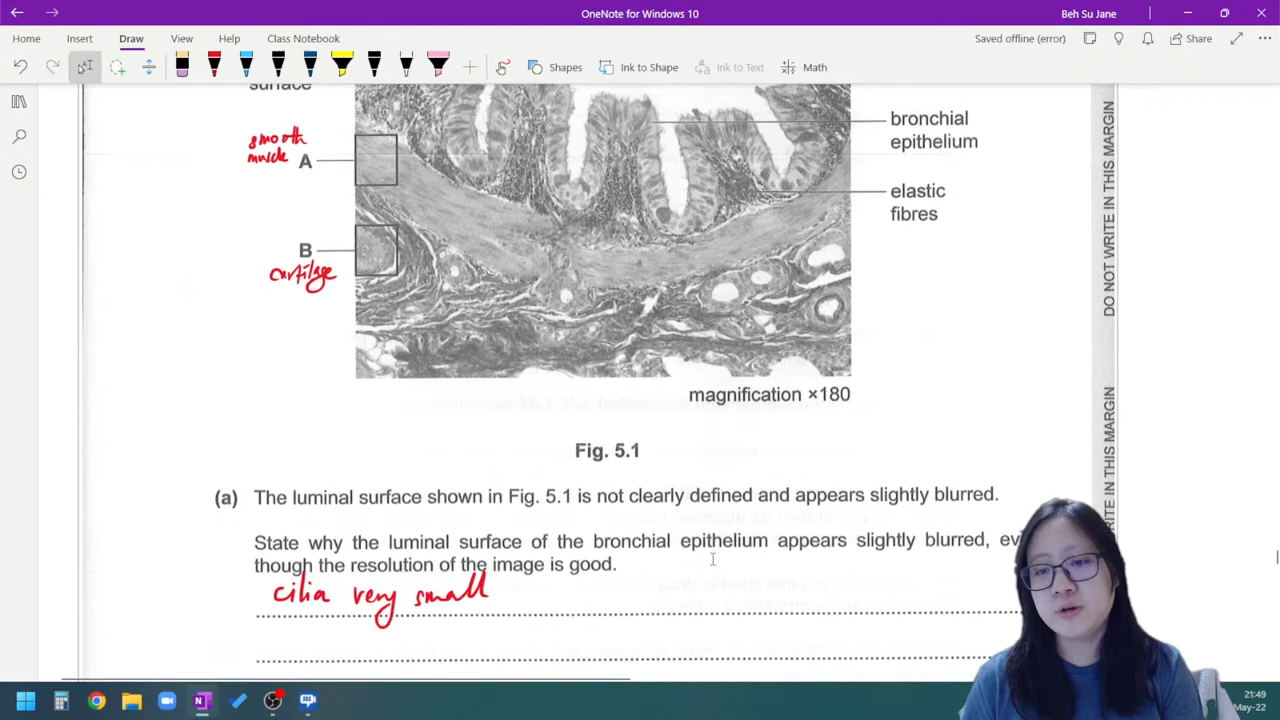 OneNote for Windows 10
Beh Su Jane
Home Insert Draw View Help Class Notebook
Saved offline (error)
Share
Shapes
Ink to Shape
Ink to Text
Math
surface
smooth
muscle
A
B
cartilage
bronchial
epithelium
elastic
fibres
magnification ×180
Fig. 5.1
(a) The luminal surface shown in Fig. 5.1 is not clearly defined and appears slightly blurred.
State why the luminal surface of the bronchial epithelium appears slightly blurred, ev
though the resolution of the image is good.
cilia very small
DO NOT WRITE IN THIS MARGIN
WRITE IN THIS MARGIN
21:49
May-22